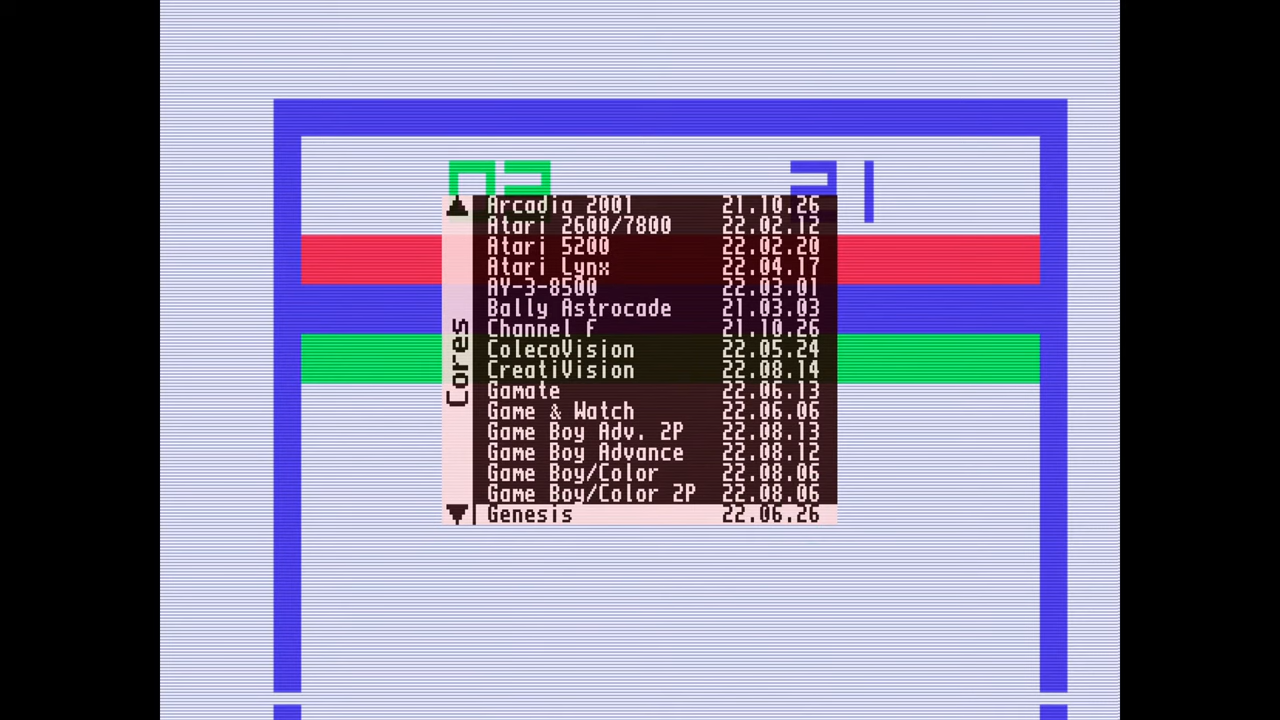 Arcadia 2001 21.10.26
Atari 2600/7800 22.02.12
Atari 5200 22.02.20
Atari Lynx 22.04.17
AY-3-8500 22.03.01
Bally Astrocade 21.03.03
Channel F 21.10.26
ColecoVision 22.05.24
CreatiVision 22.08.14
Gamate 22.06.13
Game & Watch 22.06.06
Game Boy Adv. 2P 22.08.13
Game Boy Advance 22.08.12
Game Boy/Color 22.08.06
Game Boy/Color 2P 22.08.06
Genesis 22.06.26
Cores